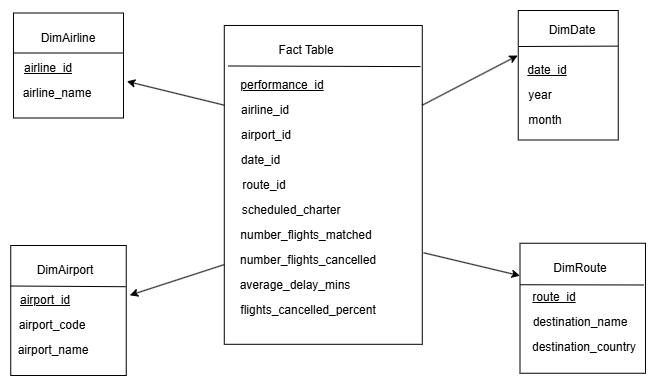 DimAirline
airline_id
airline_name
Fact Table
performance_id
airline_id
airport_id
date_id
route_id
scheduled_charter
number_flights_matched
number_flights_cancelled
average_delay_mins
flights_cancelled_percent
DimDate
date_id
year
month
DimAirport
airport_id
airport_code
airport_name
DimRoute
route_id
destination_name
destination_country